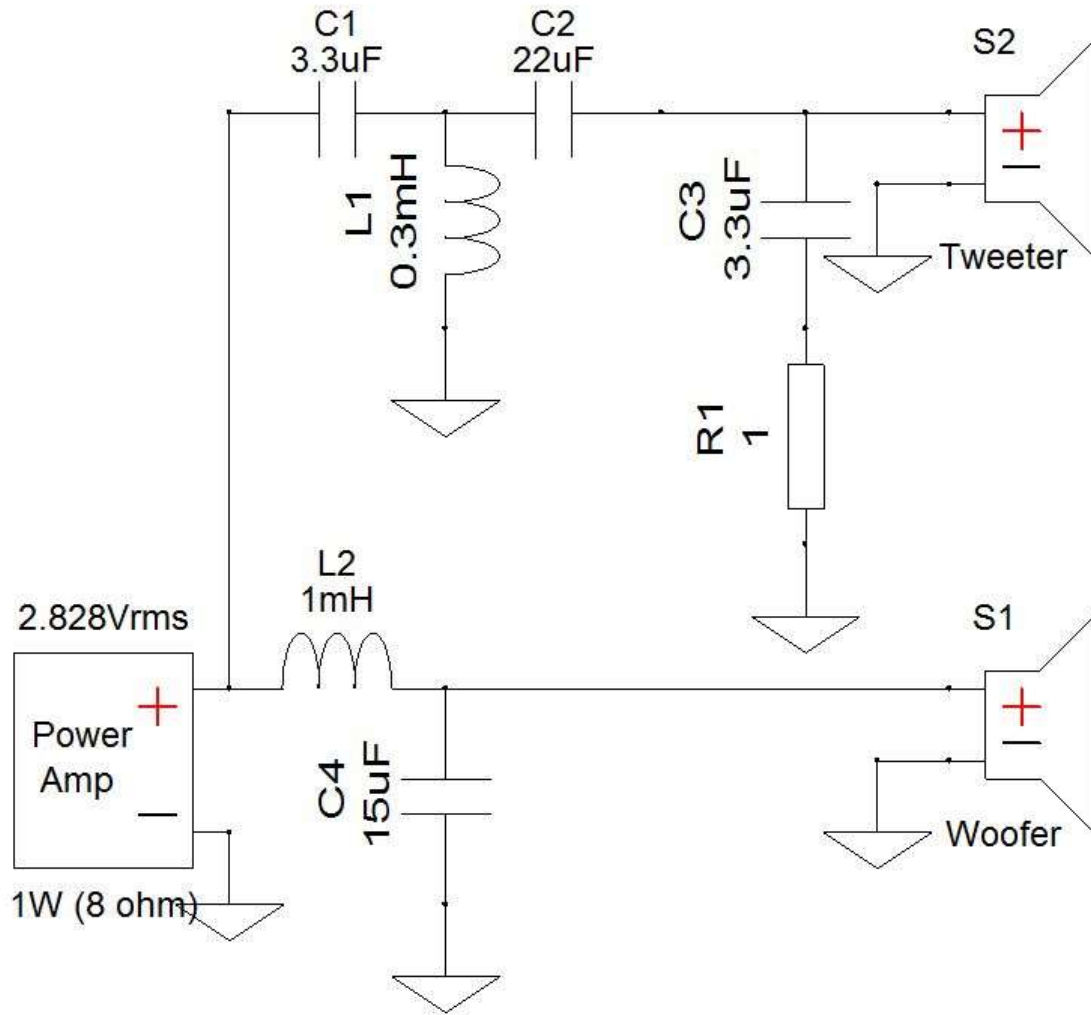 C1
3.3uF
C2
22uF
S2
+
−
L1
0.3mH
C3
3.3uF
Tweeter
R1
1
L2
1mH
2.828Vrms
S1
+
−
Power
Amp
+
−
C4
15uF
Woofer
1W (8 ohm)